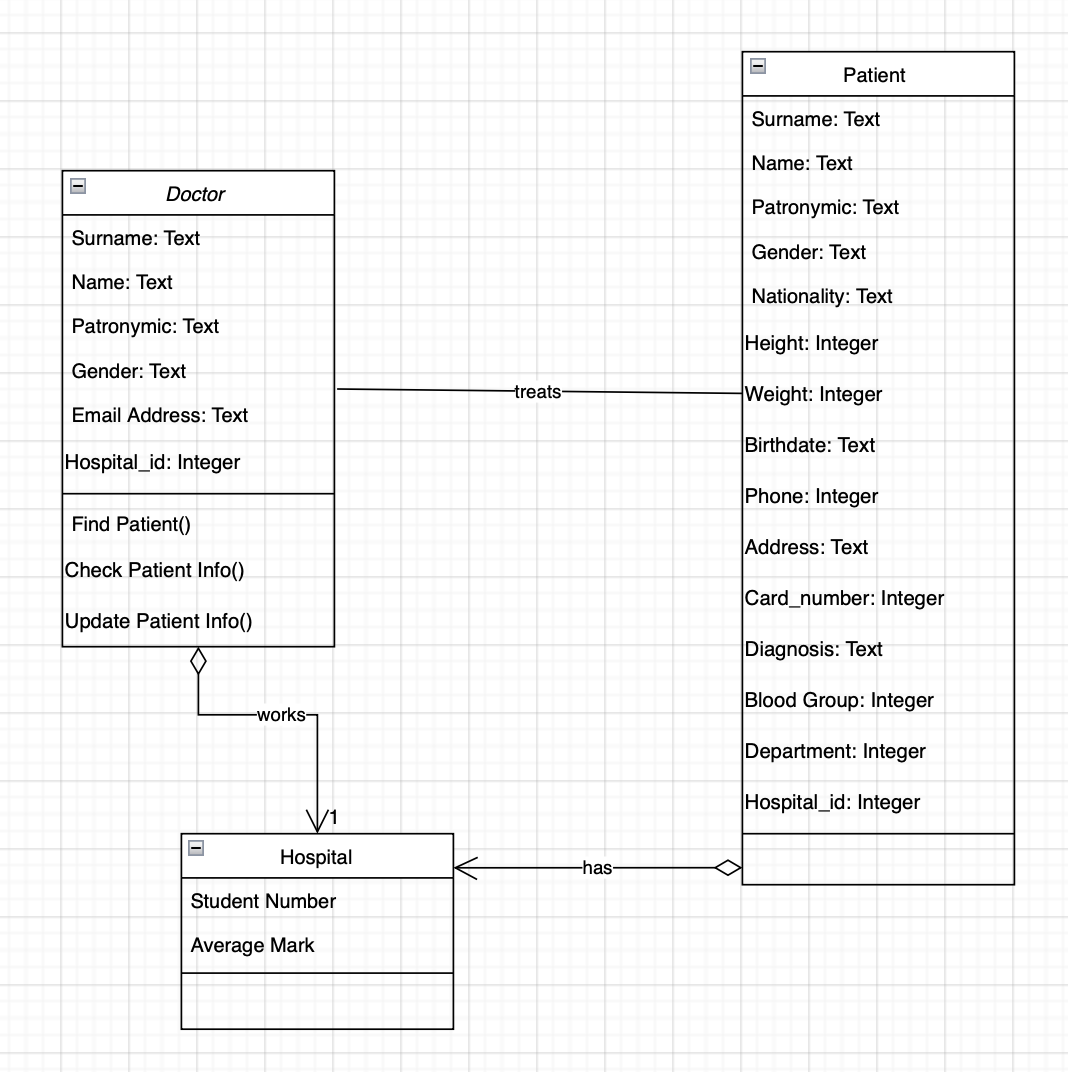 Doctor
Surname: Text
Name: Text
Patronymic: Text
Gender: Text
Email Address: Text
Hospital_id: Integer
Find Patient()
Check Patient Info()
Update Patient Info()
treats
Patient
Surname: Text
Name: Text
Patronymic: Text
Gender: Text
Nationality: Text
Height: Integer
Weight: Integer
Birthdate: Text
Phone: Integer
Address: Text
Card_number: Integer
Diagnosis: Text
Blood Group: Integer
Department: Integer
Hospital_id: Integer
works
1
has
Hospital
Student Number
Average Mark